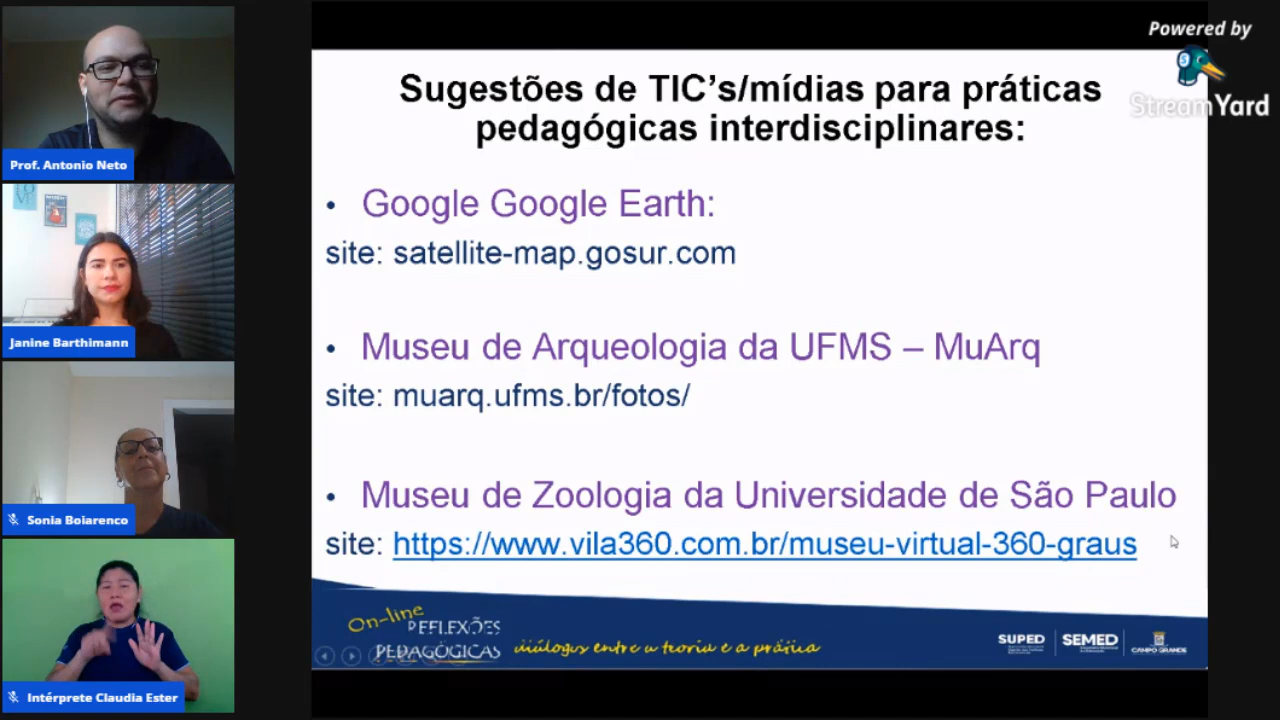 Prof. Antonio Neto
Janine Barthimann
Sonia Boiarenco
Intérprete Claudia Ester
Powered by
StreamYard
Sugestões de TIC's/mídias para práticas
pedagógicas interdisciplinares:
• Google Google Earth:
site: satellite-map.gosur.com
• Museu de Arqueologia da UFMS – MuArq
site: muarq.ufms.br/fotos/
• Museu de Zoologia da Universidade de São Paulo
site: https://www.vila360.com.br/museu-virtual-360-graus
On-line
REFLEXÕES
PEDAGÓGICAS
diálogos entre a teoria e a prática
SUPED
SEMED
CAMPO GRANDE